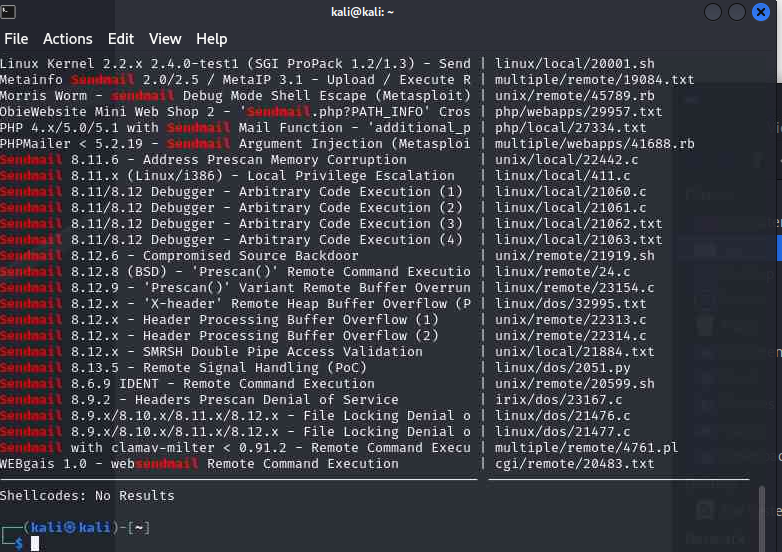 kali@kali: ~
File Actions Edit View Help
Linux Kernel 2.2.x 2.4.0-test1 (SGI ProPack 1.2/1.3) - Send | linux/local/20001.sh
Metainfo Sendmail 2.0/2.5 / MetaIP 3.1 - Upload / Execute R | multiple/remote/19084.txt
Morris Worm - sendmail Debug Mode Shell Escape (Metasploit) | unix/remote/45789.rb
ObieWebsite Mini Web Shop 2 - 'Sendmail.php?PATH_INFO' Cros | php/webapps/29957.txt
PHP 4.x/5.0/5.1 with Sendmail Mail Function - 'additional_p | php/local/27334.txt
PHPMailer < 5.2.19 - Sendmail Argument Injection (Metasploi | multiple/webapps/41688.rb
Sendmail 8.11.6 - Address Prescan Memory Corruption | unix/local/22442.c
Sendmail 8.11.x (Linux/i386) - Local Privilege Escalation | linux/local/411.c
Sendmail 8.11/8.12 Debugger - Arbitrary Code Execution (1) | linux/local/21060.c
Sendmail 8.11/8.12 Debugger - Arbitrary Code Execution (2) | linux/local/21061.c
Sendmail 8.11/8.12 Debugger - Arbitrary Code Execution (3) | linux/local/21062.txt
Sendmail 8.11/8.12 Debugger - Arbitrary Code Execution (4) | linux/local/21063.txt
Sendmail 8.12.6 - Compromised Source Backdoor | unix/remote/21919.sh
Sendmail 8.12.8 (BSD) - 'Prescan()' Remote Command Executio | linux/remote/24.c
Sendmail 8.12.9 - 'Prescan()' Variant Remote Buffer Overrun | linux/remote/23154.c
Sendmail 8.12.x - 'X-header' Remote Heap Buffer Overflow (P | linux/dos/32995.txt
Sendmail 8.12.x - Header Processing Buffer Overflow (1) | unix/remote/22313.c
Sendmail 8.12.x - Header Processing Buffer Overflow (2) | unix/remote/22314.c
Sendmail 8.12.x - SMRSH Double Pipe Access Validation | unix/local/21884.txt
Sendmail 8.13.5 - Remote Signal Handling (PoC) | linux/dos/2051.py
Sendmail 8.6.9 IDENT - Remote Command Execution | unix/remote/20599.sh
Sendmail 8.9.2 - Headers Prescan Denial of Service | irix/dos/23167.c
Sendmail 8.9.x/8.10.x/8.11.x/8.12.x - File Locking Denial o | linux/dos/21476.c
Sendmail 8.9.x/8.10.x/8.11.x/8.12.x - File Locking Denial o | linux/dos/21477.c
Sendmail with clamav-milter < 0.91.2 - Remote Command Execu | multiple/remote/4761.pl
WEBgais 1.0 - websendmail Remote Command Execution | cgi/remote/20483.txt
Shellcodes: No Results
┌──(kali㉿kali)-[~]
└─$